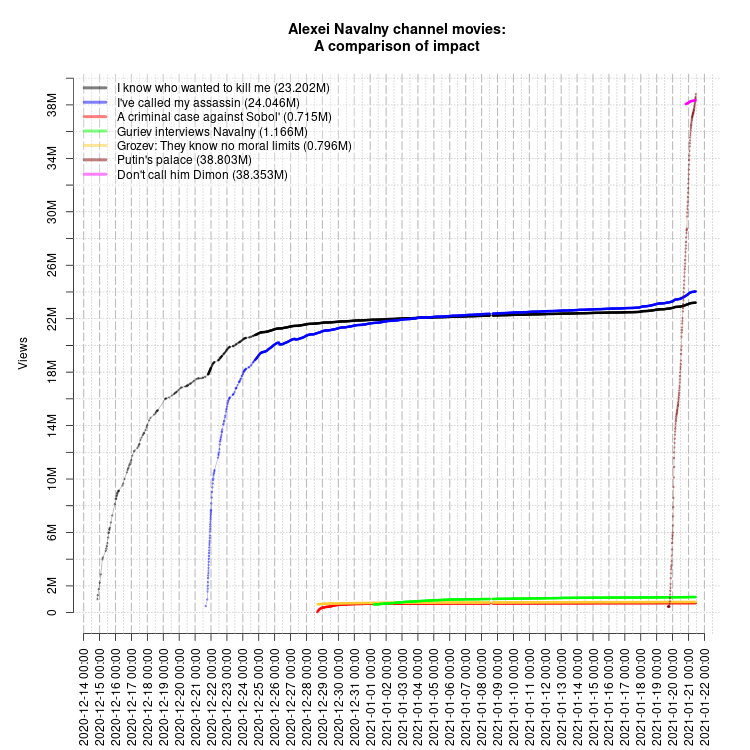 Alexei Navalny channel movies:
A comparison of impact
I know who wanted to kill me (23.202M)
I've called my assassin (24.046M)
A criminal case against Sobol' (0.715M)
Guriev interviews Navalny (1.166M)
Grozev: They know no moral limits (0.796M)
Putin's palace (38.803M)
Don't call him Dimon (38.353M)
Views
38M
34M
30M
26M
22M
18M
14M
10M
6M
2M
0
2020-12-14 00:00
2020-12-15 00:00
2020-12-16 00:00
2020-12-17 00:00
2020-12-18 00:00
2020-12-19 00:00
2020-12-20 00:00
2020-12-21 00:00
2020-12-22 00:00
2020-12-23 00:00
2020-12-24 00:00
2020-12-25 00:00
2020-12-26 00:00
2020-12-27 00:00
2020-12-28 00:00
2020-12-29 00:00
2020-12-30 00:00
2020-12-31 00:00
2021-01-01 00:00
2021-01-02 00:00
2021-01-03 00:00
2021-01-04 00:00
2021-01-05 00:00
2021-01-06 00:00
2021-01-07 00:00
2021-01-08 00:00
2021-01-09 00:00
2021-01-10 00:00
2021-01-11 00:00
2021-01-12 00:00
2021-01-13 00:00
2021-01-14 00:00
2021-01-15 00:00
2021-01-16 00:00
2021-01-17 00:00
2021-01-18 00:00
2021-01-19 00:00
2021-01-20 00:00
2021-01-21 00:00
2021-01-22 00:00